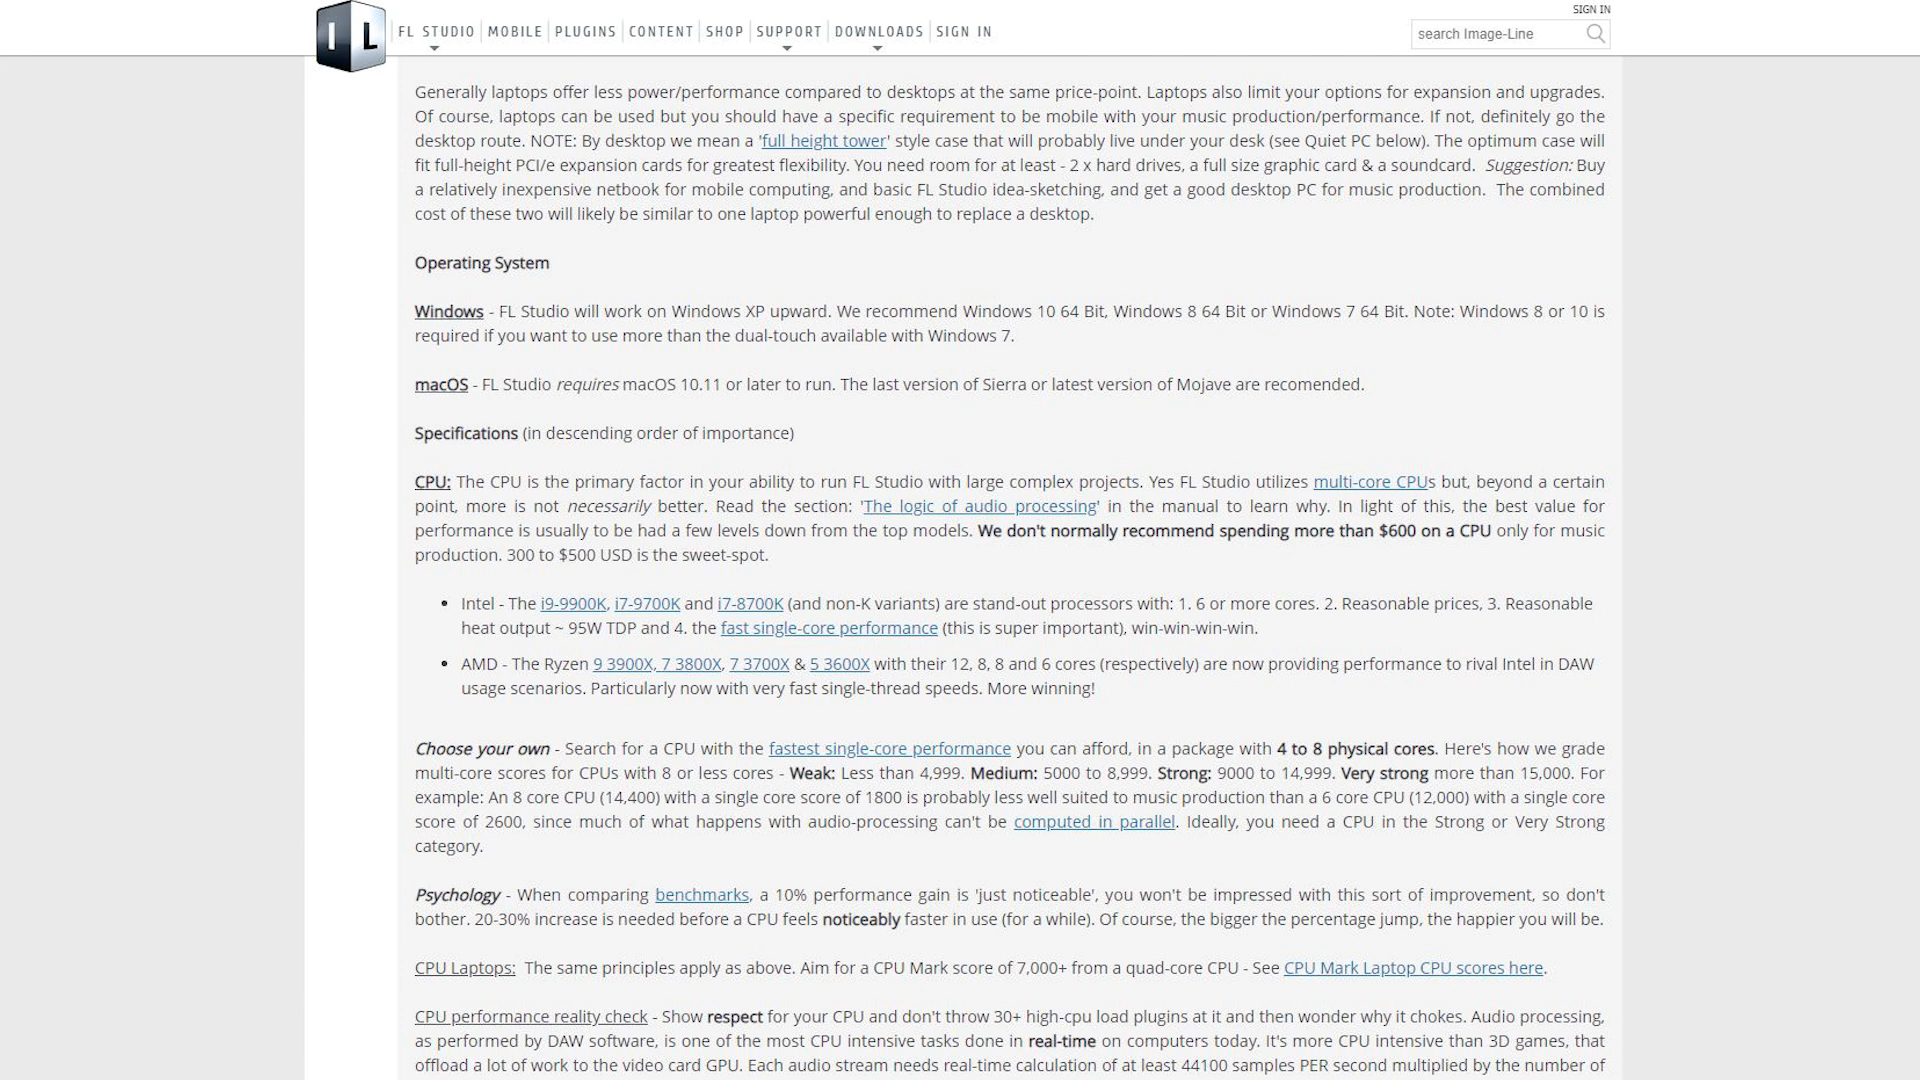 SIGN IN
IL
FL STUDIO MOBILE PLUGINS CONTENT SHOP SUPPORT DOWNLOADS SIGN IN
search Image-Line
Generally laptops offer less power/performance compared to desktops at the same price-point. Laptops also limit your options for expansion and upgrades.
Of course, laptops can be used but you should have a specific requirement to be mobile with your music production/performance. If not, definitely go the
desktop route. NOTE: By desktop we mean a 'full height tower' style case that will probably live under your desk (see Quiet PC below). The optimum case will
fit full-height PCI/e expansion cards for greatest flexibility. You need room for at least - 2 x hard drives, a full size graphic card & a soundcard. Suggestion: Buy
a relatively inexpensive netbook for mobile computing, and basic FL Studio idea-sketching, and get a good desktop PC for music production. The combined
cost of these two will likely be similar to one laptop powerful enough to replace a desktop.
Operating System
Windows - FL Studio will work on Windows XP upward. We recommend Windows 10 64 Bit, Windows 8 64 Bit or Windows 7 64 Bit. Note: Windows 8 or 10 is
required if you want to use more than the dual-touch available with Windows 7.
macOS - FL Studio requires macOS 10.11 or later to run. The last version of Sierra or latest version of Mojave are recomended.
Specifications (in descending order of importance)
CPU: The CPU is the primary factor in your ability to run FL Studio with large complex projects. Yes FL Studio utilizes multi-core CPUs but, beyond a certain
point, more is not necessarily better. Read the section: 'The logic of audio processing' in the manual to learn why. In light of this, the best value for
performance is usually to be had a few levels down from the top models. We don't normally recommend spending more than $600 on a CPU only for music
production. 300 to $500 USD is the sweet-spot.
• Intel - The i9-9900K, i7-9700K and i7-8700K (and non-K variants) are stand-out processors with: 1. 6 or more cores. 2. Reasonable prices, 3. Reasonable
heat output ~ 95W TDP and 4. the fast single-core performance (this is super important), win-win-win-win.
• AMD - The Ryzen 9 3900X, 7 3800X, 7 3700X & 5 3600X with their 12, 8, 8 and 6 cores (respectively) are now providing performance to rival Intel in DAW
usage scenarios. Particularly now with very fast single-thread speeds. More winning!
Choose your own - Search for a CPU with the fastest single-core performance you can afford, in a package with 4 to 8 physical cores. Here's how we grade
multi-core scores for CPUs with 8 or less cores - Weak: Less than 4,999. Medium: 5000 to 8,999. Strong: 9000 to 14,999. Very strong more than 15,000. For
example: An 8 core CPU (14,400) with a single core score of 1800 is probably less well suited to music production than a 6 core CPU (12,000) with a single core
score of 2600, since much of what happens with audio-processing can't be computed in parallel. Ideally, you need a CPU in the Strong or Very Strong
category.
Psychology - When comparing benchmarks, a 10% performance gain is 'just noticeable', you won't be impressed with this sort of improvement, so don't
bother. 20-30% increase is needed before a CPU feels noticeably faster in use (for a while). Of course, the bigger the percentage jump, the happier you will be.
CPU Laptops: The same principles apply as above. Aim for a CPU Mark score of 7,000+ from a quad-core CPU - See CPU Mark Laptop CPU scores here.
CPU performance reality check - Show respect for your CPU and don't throw 30+ high-cpu load plugins at it and then wonder why it chokes. Audio processing,
as performed by DAW software, is one of the most CPU intensive tasks done in real-time on computers today. It's more CPU intensive than 3D games, that
offload a lot of work to the video card GPU. Each audio stream needs real-time calculation of at least 44100 samples PER second multiplied by the number of